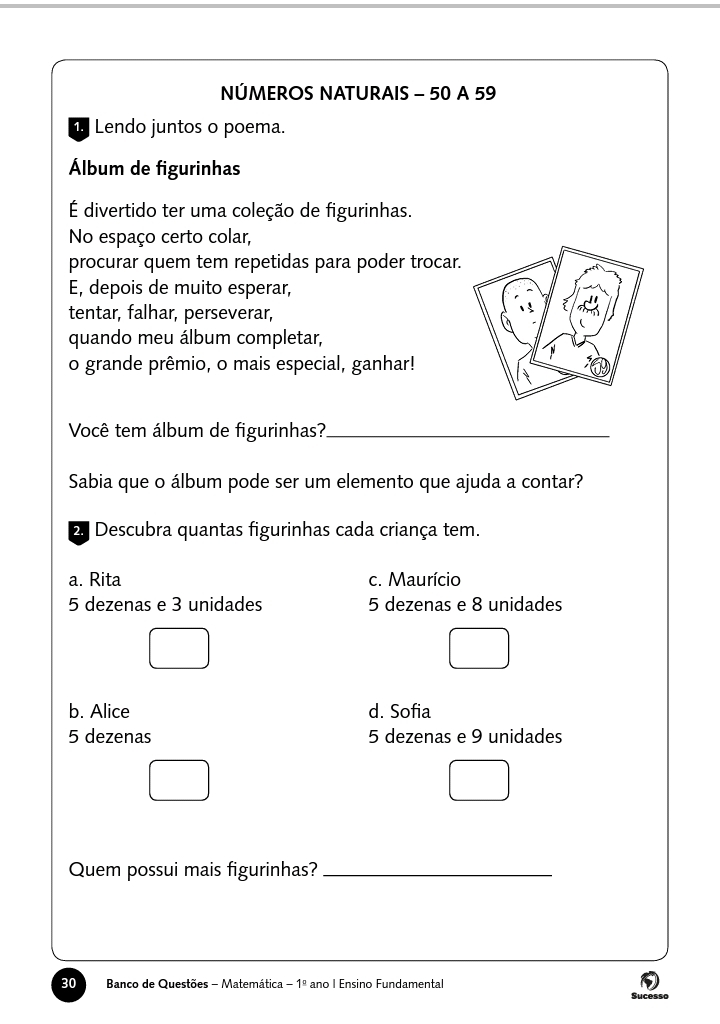 NÚMEROS NATURAIS – 50 A 59
1. Lendo juntos o poema.
Álbum de figurinhas
É divertido ter uma coleção de figurinhas.
No espaço certo colar,
procurar quem tem repetidas para poder trocar.
E, depois de muito esperar,
tentar, falhar, perseverar,
quando meu álbum completar,
o grande prêmio, o mais especial, ganhar!
Você tem álbum de figurinhas?
Sabia que o álbum pode ser um elemento que ajuda a contar?
2. Descubra quantas figurinhas cada criança tem.
a. Rita
5 dezenas e 3 unidades
c. Maurício
5 dezenas e 8 unidades
b. Alice
5 dezenas
d. Sofia
5 dezenas e 9 unidades
Quem possui mais figurinhas?
30 Banco de Questões – Matemática – 1º ano | Ensino Fundamental
Sucesso